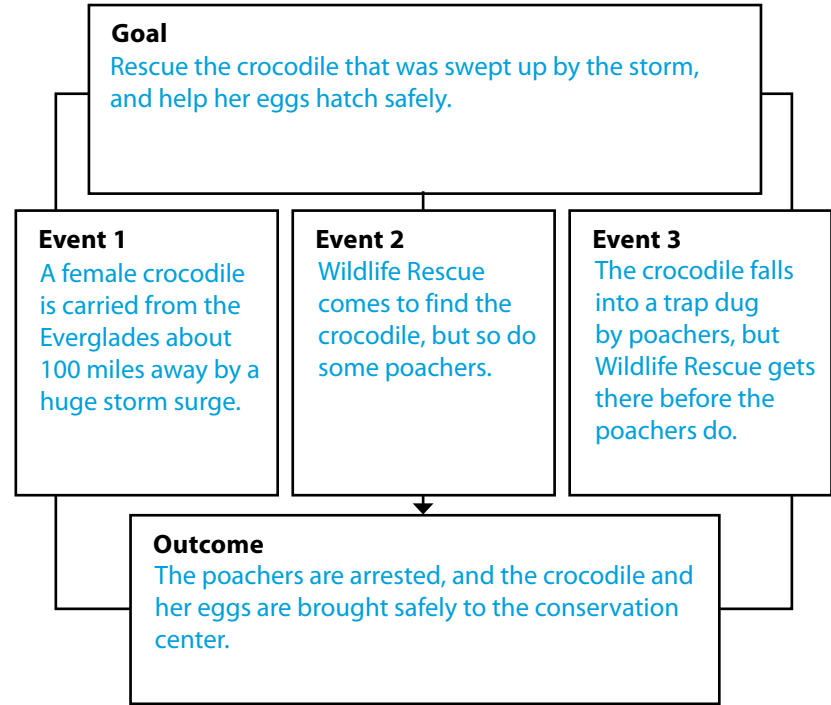 Goal
Rescue the crocodile that was swept up by the storm,
and help her eggs hatch safely.
Event 1
A female crocodile
is carried from the
Everglades about
100 miles away by a
huge storm surge.
Event 2
Wildlife Rescue
comes to find the
crocodile, but so do
some poachers.
Event 3
The crocodile falls
into a trap dug
by poachers, but
Wildlife Rescue gets
there before the
poachers do.
Outcome
The poachers are arrested, and the crocodile and
her eggs are brought safely to the conservation
center.